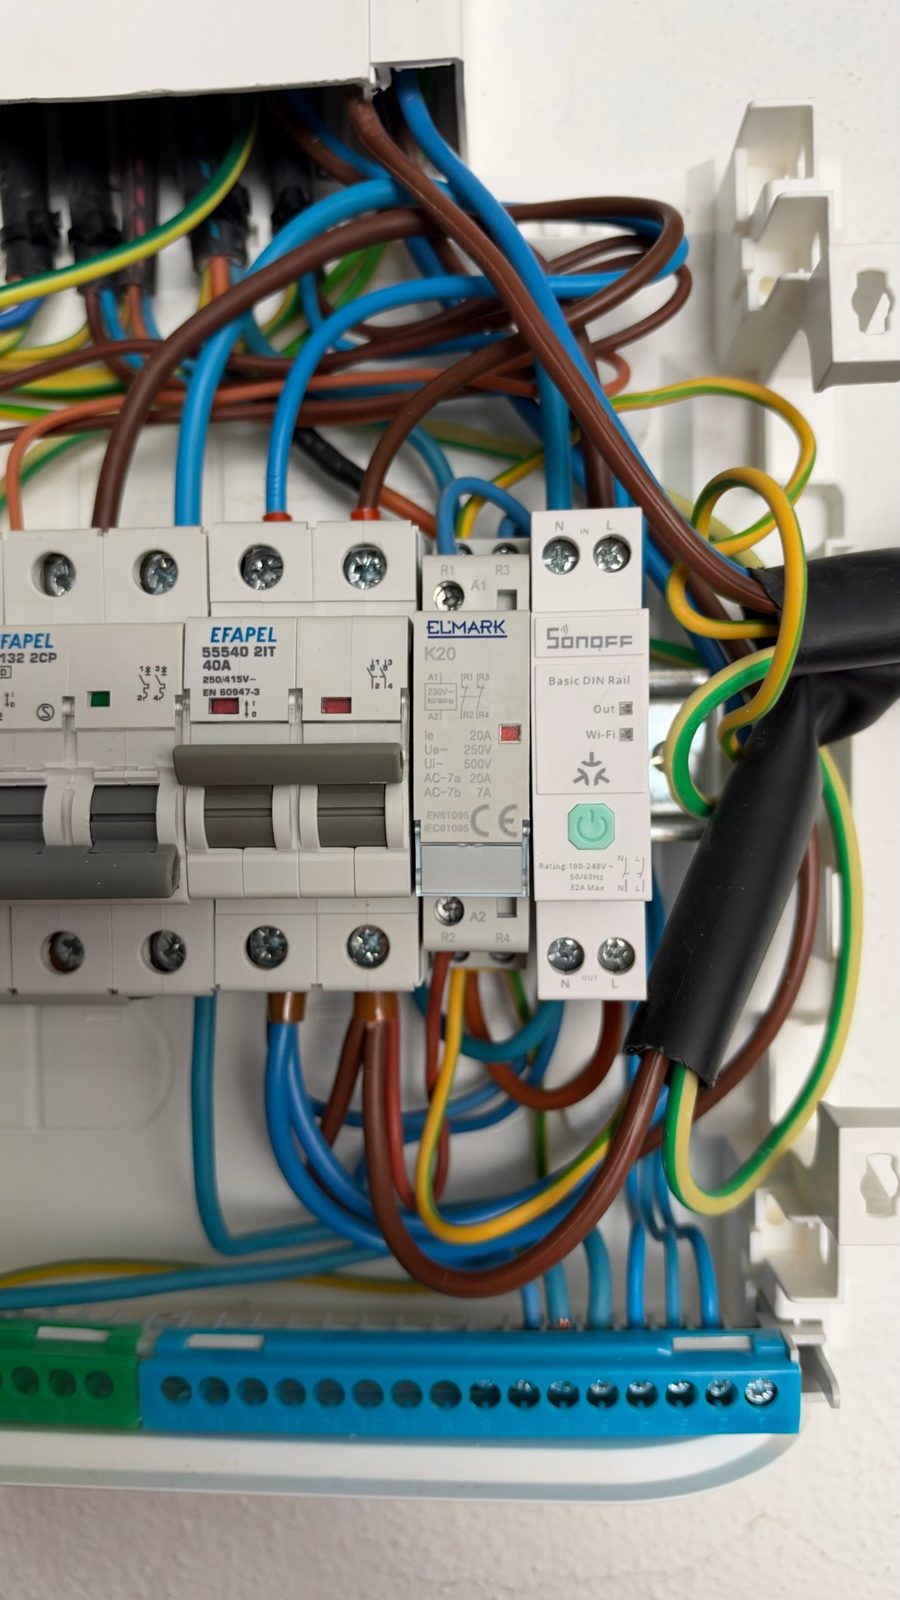 EFAPEL
132 2CP
EFAPEL
55540 2IT
40A
250/415V~
EN 60947-3
R1
R3
A1
ELMARK
K20
A1
R1 R3
230V~
50/60Hz
A2
R2 R4
Ie 20A
Ue~ 250V
Ui~ 500V
AC-7a 20A
AC-7b 7A
EN61095
IEC61095
CE
A2
R2
R4
N IN L
SONOFF
Basic DIN Rail
Out
Wi-Fi
Rating:100-240V~
50/60Hz
32A Max
N L
N L
N OUT L